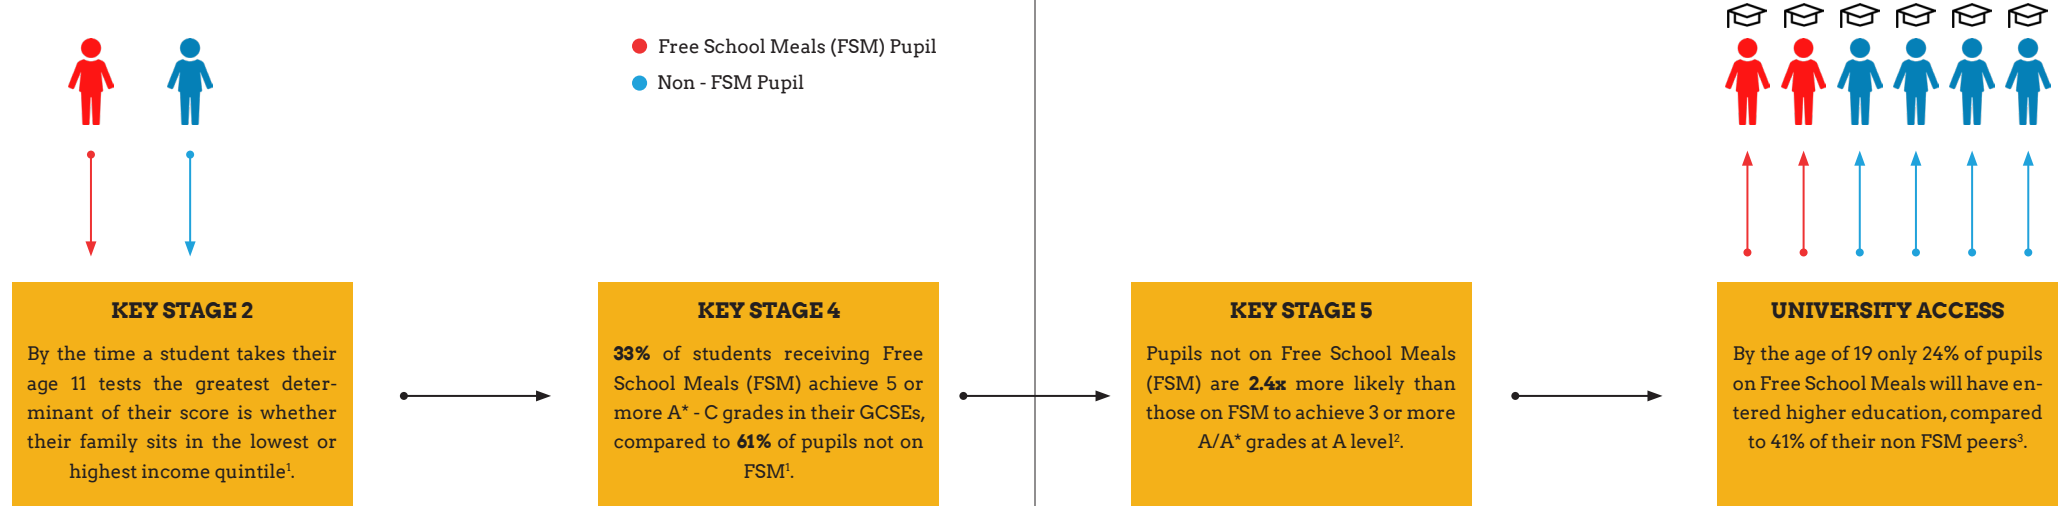 Free School Meals (FSM) Pupil
Non - FSM Pupil
KEY STAGE 2
By the time a student takes their
age 11 tests the greatest deter-
minant of their score is whether
their family sits in the lowest or
highest income quintile¹.
KEY STAGE 4
33% of students receiving Free
School Meals (FSM) achieve 5 or
more A* - C grades in their GCSEs,
compared to 61% of pupils not on
FSM¹.
KEY STAGE 5
Pupils not on Free School Meals
(FSM) are 2.4x more likely than
those on FSM to achieve 3 or more
A/A* grades at A level².
UNIVERSITY ACCESS
By the age of 19 only 24% of pupils
on Free School Meals will have en-
tered higher education, compared
to 41% of their non FSM peers³.